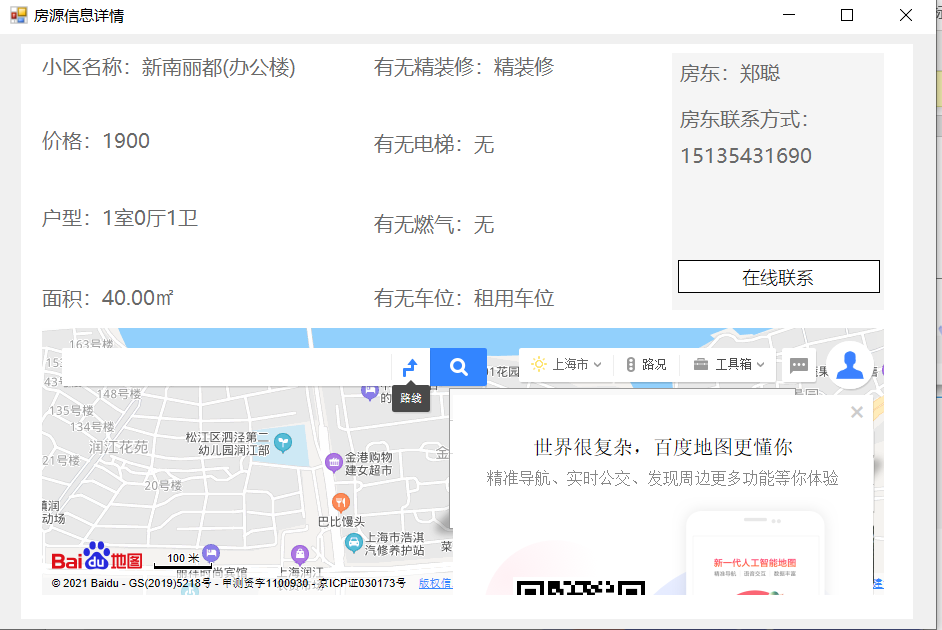 房源信息详情
小区名称：新南丽都(办公楼)
有无精装修：精装修
房东：郑聪
房东联系方式：
15135431690
价格：1900
有无电梯：无
户型：1室0厅1卫
有无燃气：无
在线联系
面积：40.00㎡
有无车位：租用车位
163号楼
上海市
路况
工具箱
路线
148号楼
135号楼
134号楼
润江花苑
21号楼
20号楼
松江区泗泾第二
幼儿园润江部
金港购物
建女超市
巴比馒头
上海市浩淇
汽修养护站
菜
世界很复杂，百度地图更懂你
精准导航、实时公交、发现周边更多功能等你体验
新一代人工智能地图
Bai du 地图
100 米
上海润江
© 2021 Baidu - GS(2019)5218号 - 甲测资字1100930 - 京ICP证030173号
版权信